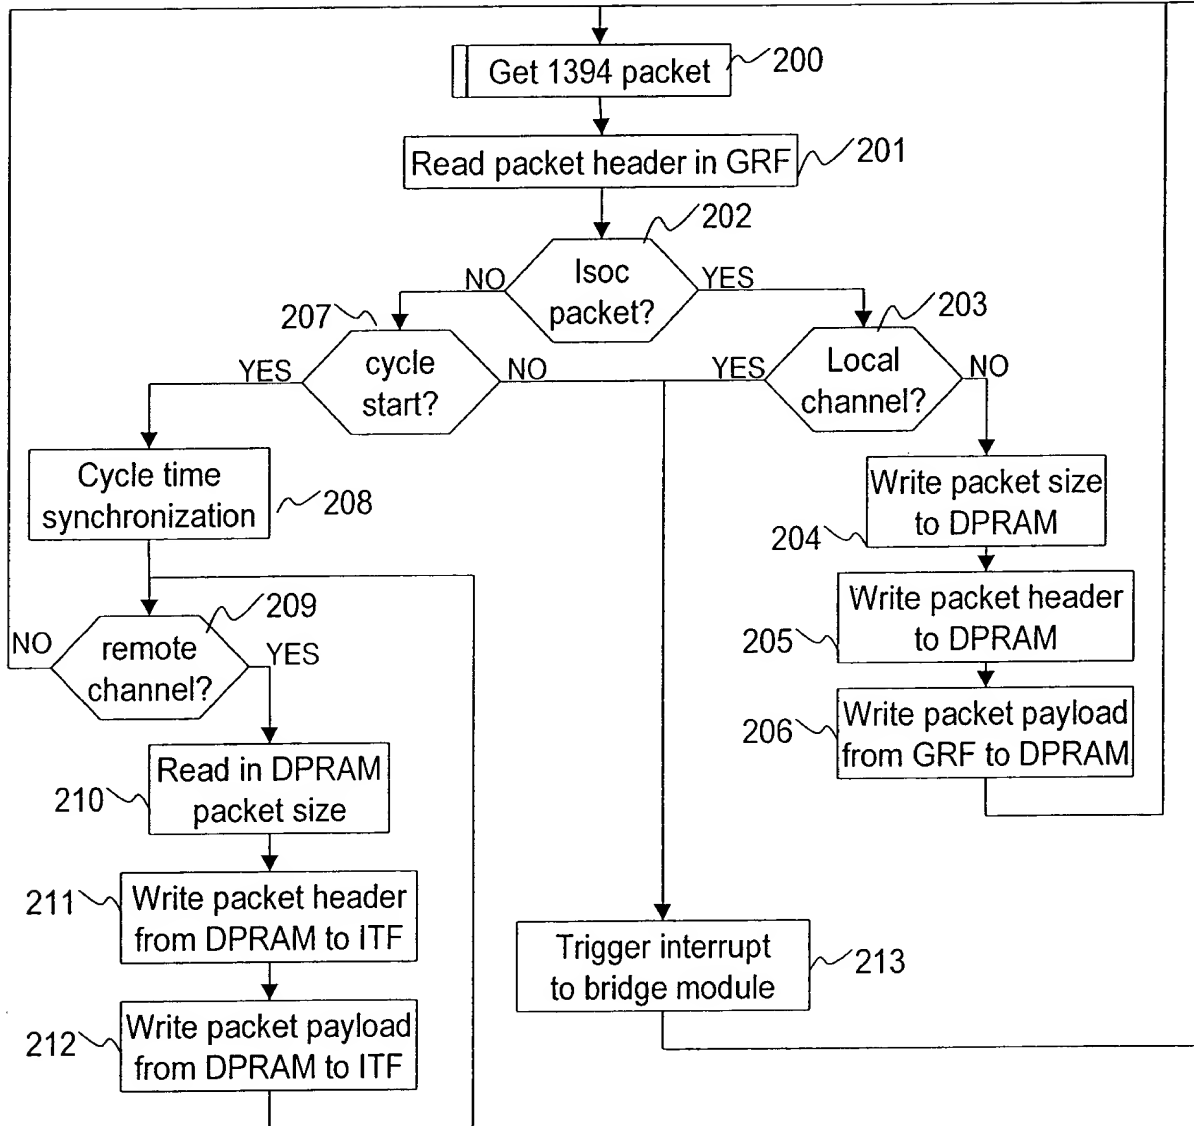 Get 1394 packet
200
Read packet header in GRF
201
202
Isoc
packet?
NO
YES
207
203
cycle
start?
YES
NO
Local
channel?
YES
NO
Cycle time
synchronization
208
Write packet size
to DPRAM
204
Write packet header
to DPRAM
205
209
remote
channel?
NO
YES
Write packet payload
from GRF to DPRAM
206
Read in DPRAM
packet size
210
Write packet header
from DPRAM to ITF
211
Trigger interrupt
to bridge module
213
Write packet payload
from DPRAM to ITF
212